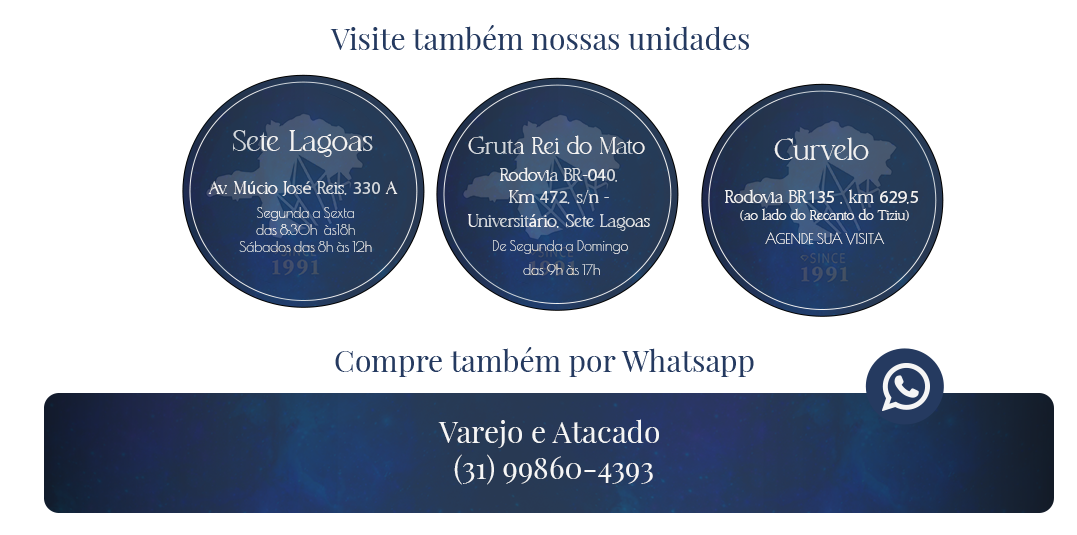 Visite também nossas unidades
Sete Lagoas
Av. Múcio José Reis, 330 A
Segunda a Sexta
das 8:30h às18h
Sábados das 8h às 12h
SINCE
1991
Gruta Rei do Mato
Rodovia BR-040,
Km 472, s/n -
Universitário, Sete Lagoas
De Segunda a Domingo
SINCE
das 9h às 17h
1991
Curvelo
Rodovia BR135 , km 629,5
(ao lado do Recanto do Tiziu)
AGENDE SUA VISITA
SINCE
1991
Compre também por Whatsapp
Varejo e Atacado
(31) 99860-4393